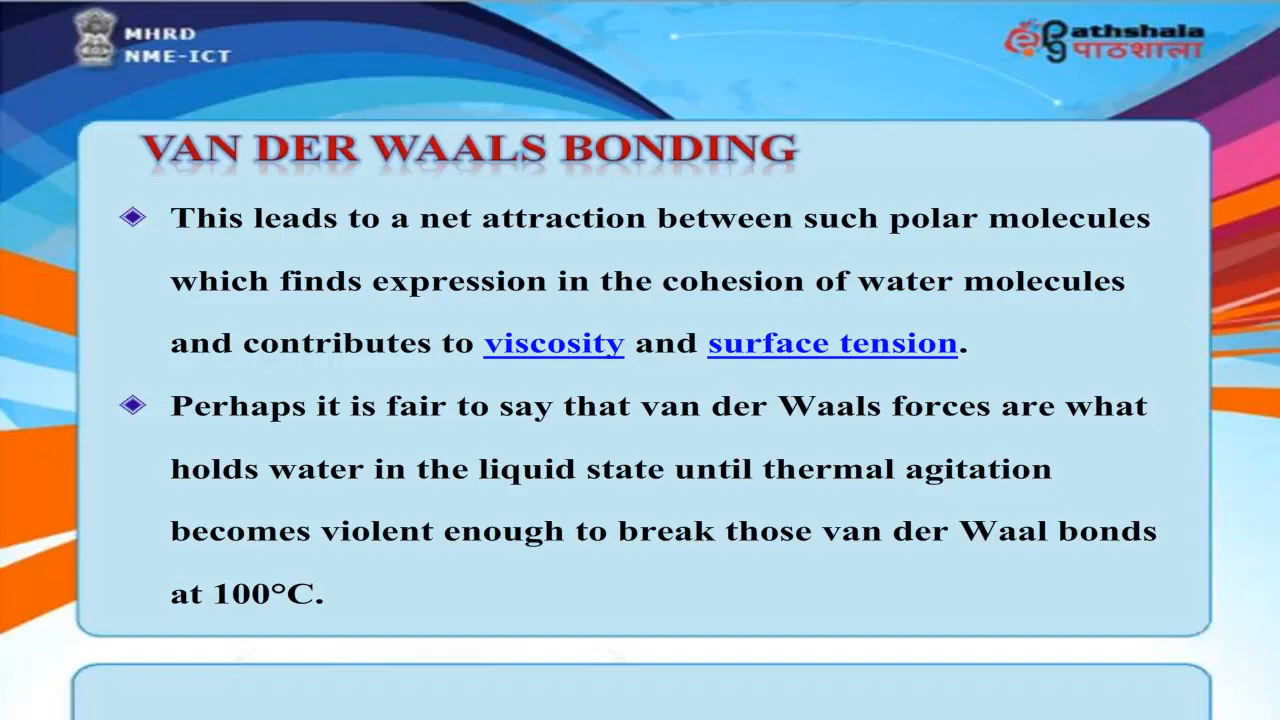 MHRD
NME-ICT
ePathshala
पाठशाला
VAN DER WAALS BONDING
This leads to a net attraction between such polar molecules
which finds expression in the cohesion of water molecules
and contributes to viscosity and surface tension.
Perhaps it is fair to say that van der Waals forces are what
holds water in the liquid state until thermal agitation
becomes violent enough to break those van der Waal bonds
at 100°C.